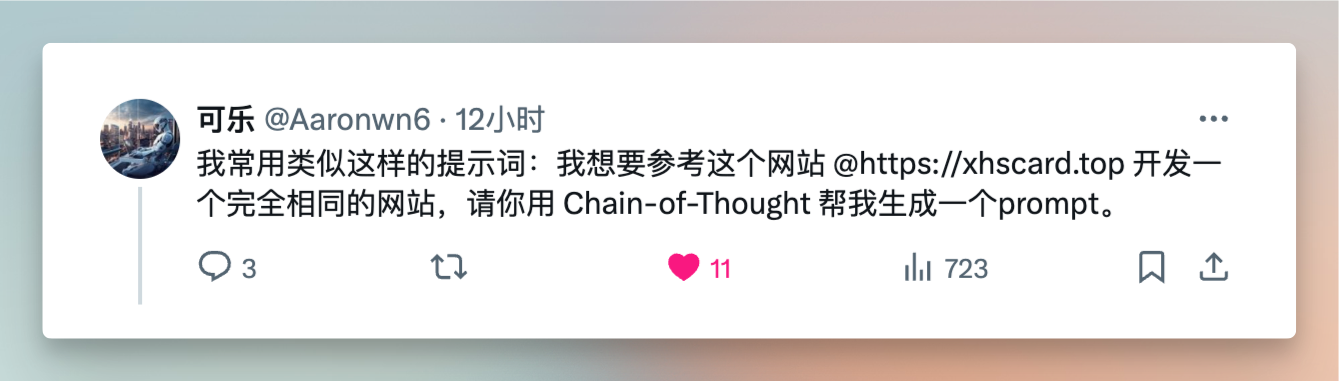 可乐 @Aaronwn6 · 12小时
我常用类似这样的提示词：我想要参考这个网站 @https://xhscard.top 开发一
个完全相同的网站，请你用 Chain-of-Thought 帮我生成一个prompt。
3 11 723